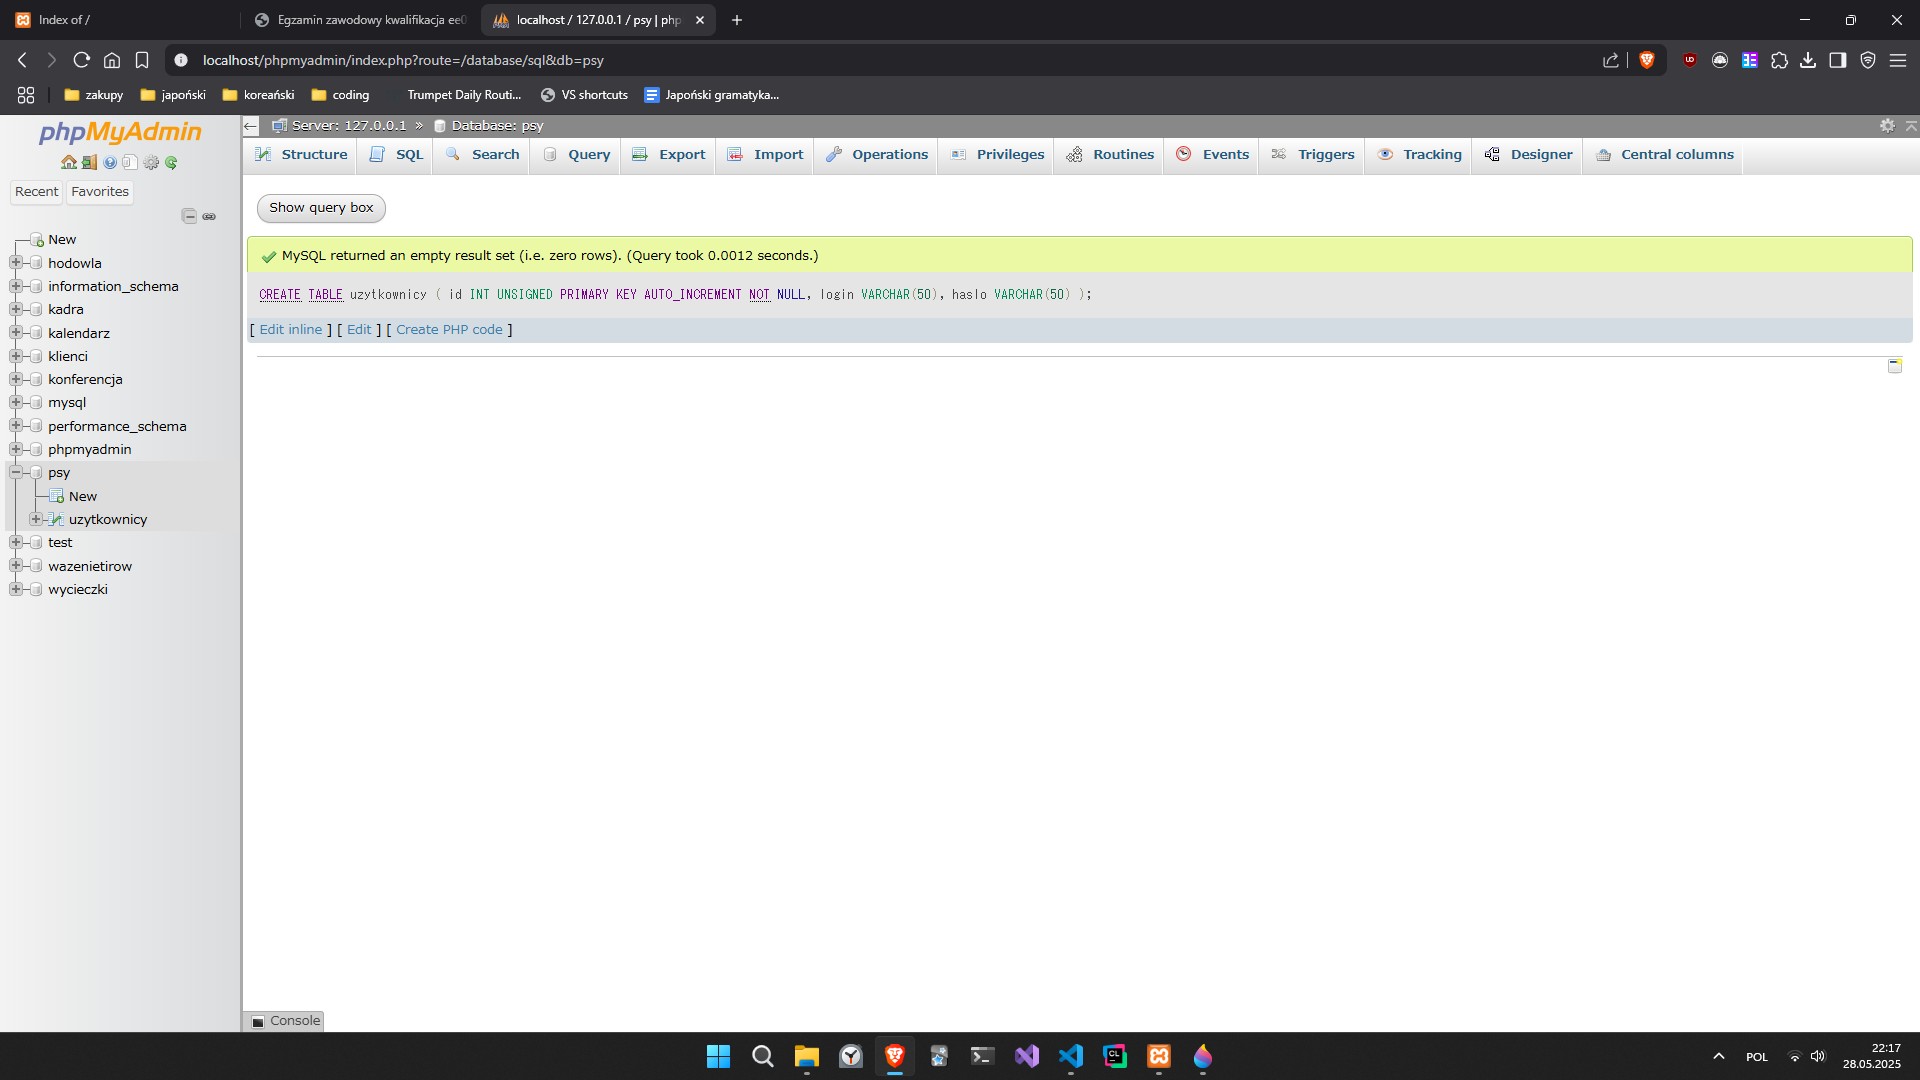 Index of /
Egzamin zawodowy kwalifikacja ee0
localhost / 127.0.0.1 / psy | php
localhost/phpmyadmin/index.php?route=/database/sql&db=psy
zakupy
japoński
koreański
coding
Trumpet Daily Routi...
VS shortcuts
Japoński gramatyka...
phpMyAdmin
Recent
Favorites
New
hodowla
information_schema
kadra
kalendarz
klienci
konferencja
mysql
performance_schema
phpmyadmin
psy
New
uzytkownicy
test
wazenietirow
wycieczki
Server: 127.0.0.1 » Database: psy
Structure
SQL
Search
Query
Export
Import
Operations
Privileges
Routines
Events
Triggers
Tracking
Designer
Central columns
Show query box
MySQL returned an empty result set (i.e. zero rows). (Query took 0.0012 seconds.)
CREATE TABLE uzytkownicy ( id INT UNSIGNED PRIMARY KEY AUTO_INCREMENT NOT NULL, login VARCHAR(50), haslo VARCHAR(50) );
[ Edit inline ] [ Edit ] [ Create PHP code ]
Console
CL
POL
22:17
28.05.2025